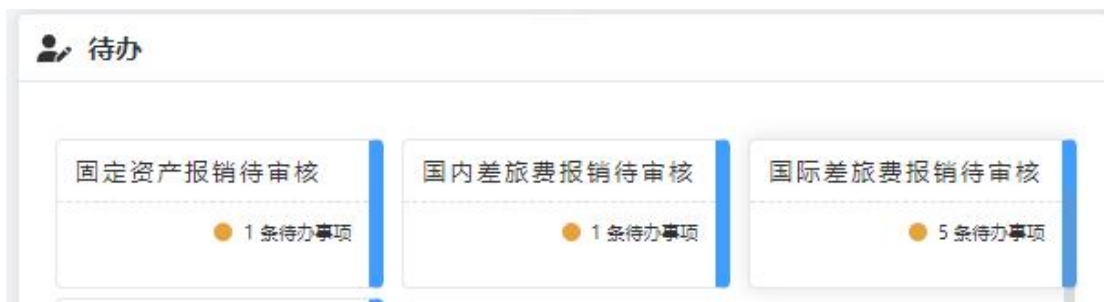 待办
固定资产报销待审核
国内差旅费报销待审核
国际差旅费报销待审核
1 条待办事项
1 条待办事项
5 条待办事项